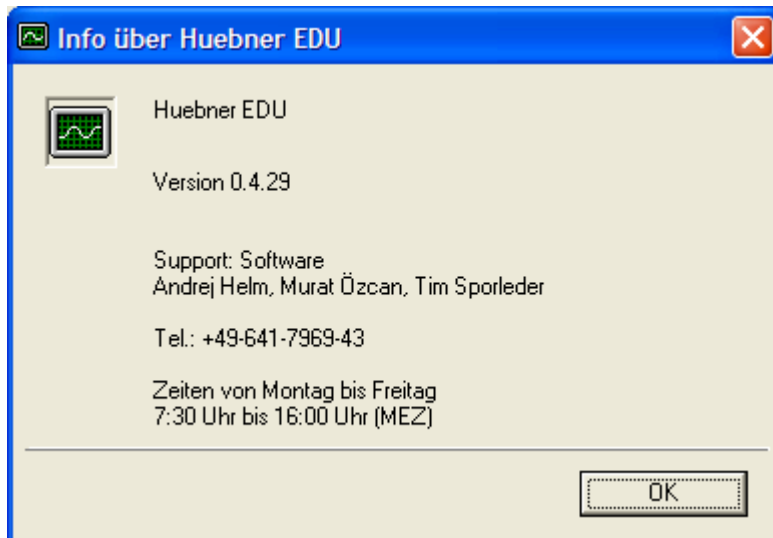 Info über Huebner EDU
Huebner EDU
Version 0.4.29
Support: Software
Andrej Helm, Murat Özcan, Tim Sporleder
Tel.: +49-641-7969-43
Zeiten von Montag bis Freitag
7:30 Uhr bis 16:00 Uhr (MEZ)
OK